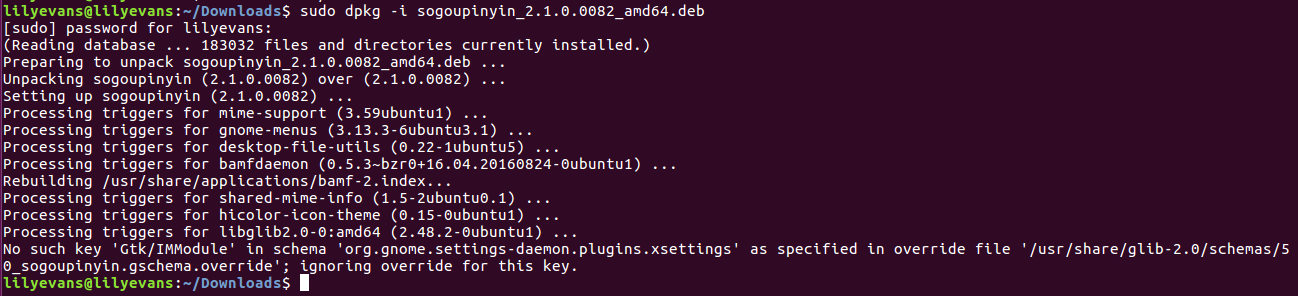 lilyevans@lilyevans:~/Downloads$ sudo dpkg -i sogoupinyin_2.1.0.0082_amd64.deb
[sudo] password for lilyevans:
(Reading database ... 183032 files and directories currently installed.)
Preparing to unpack sogoupinyin_2.1.0.0082_amd64.deb ...
Unpacking sogoupinyin (2.1.0.0082) over (2.1.0.0082) ...
Setting up sogoupinyin (2.1.0.0082) ...
Processing triggers for mime-support (3.59ubuntu1) ...
Processing triggers for gnome-menus (3.13.3-6ubuntu3.1) ...
Processing triggers for desktop-file-utils (0.22-1ubuntu5) ...
Processing triggers for bamfdaemon (0.5.3~bzr0+16.04.20160824-0ubuntu1) ...
Rebuilding /usr/share/applications/bamf-2.index...
Processing triggers for shared-mime-info (1.5-2ubuntu0.1) ...
Processing triggers for hicolor-icon-theme (0.15-0ubuntu1) ...
Processing triggers for libglib2.0-0:amd64 (2.48.2-0ubuntu1) ...
No such key 'Gtk/IMModule' in schema 'org.gnome.settings-daemon.plugins.xsettings' as specified in override file '/usr/share/glib-2.0/schemas/5
0_sogoupinyin.gschema.override'; ignoring override for this key.
lilyevans@lilyevans:~/Downloads$